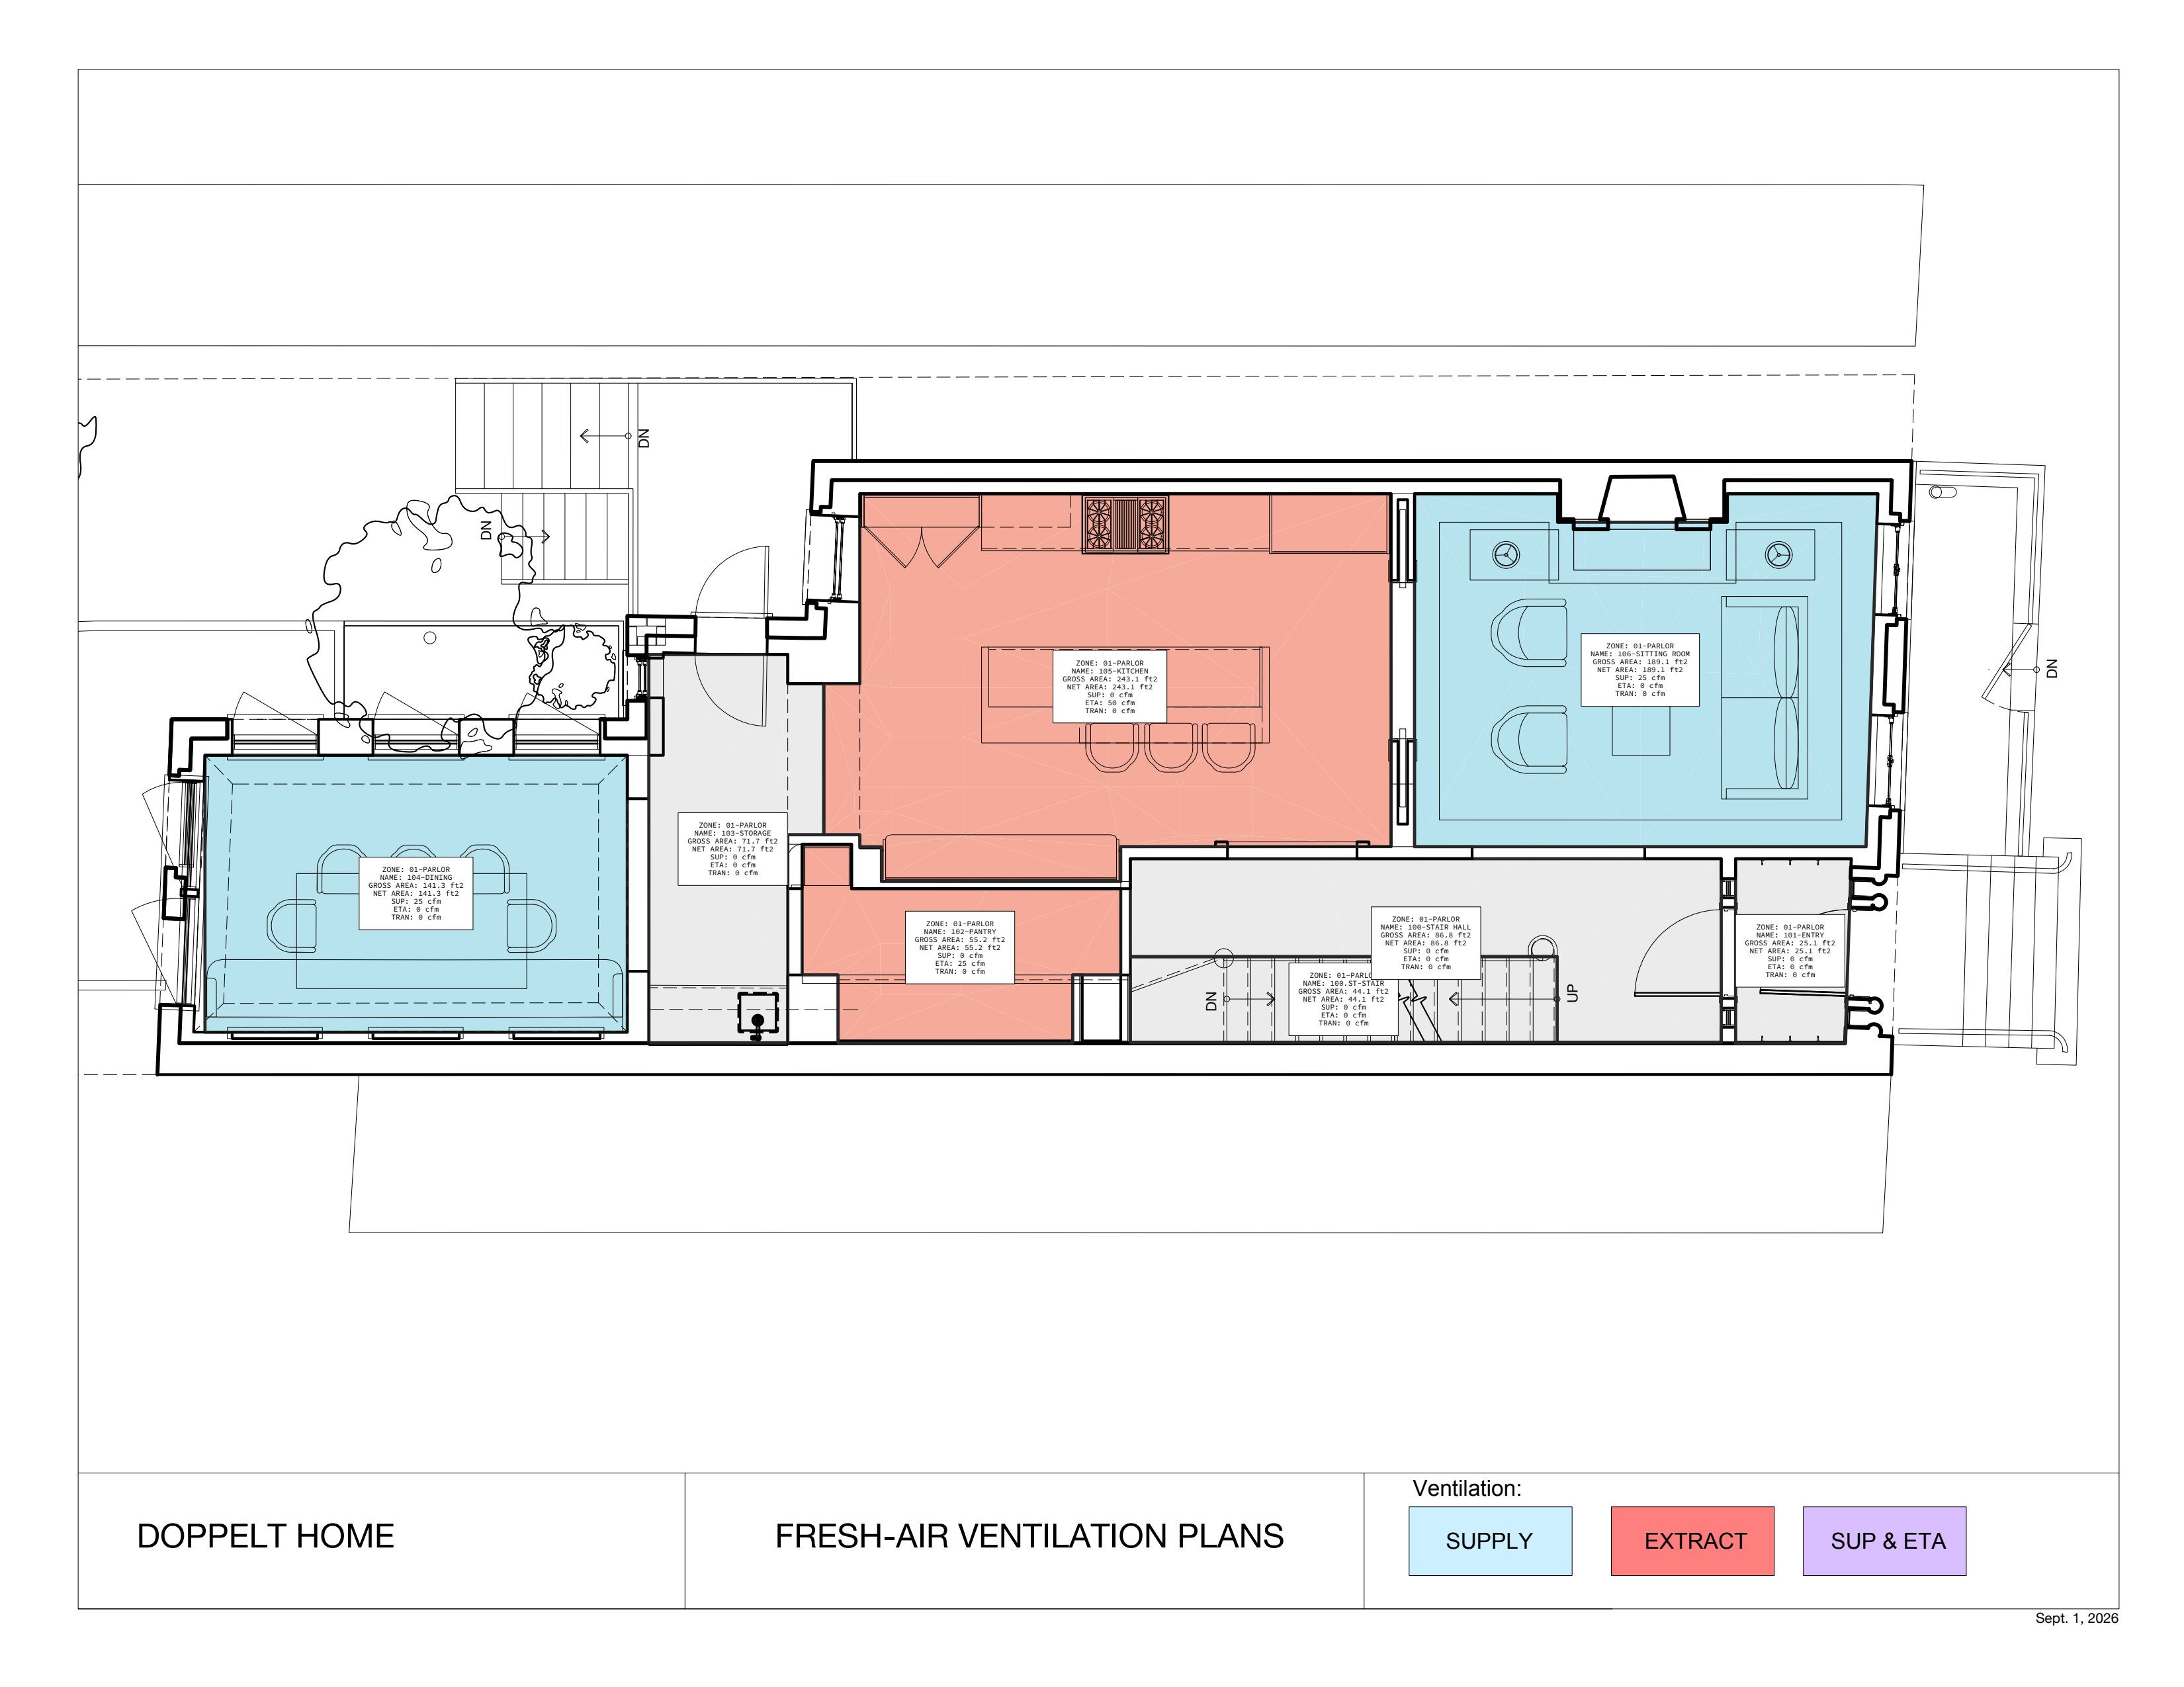 DN
DN
DN
ZONE: 01-PARLOR
NAME: 106-SITTING ROOM
GROSS AREA: 189.1 ft2
NET AREA: 189.1 ft2
SUP: 25 cfm
ETA: 0 cfm
TRAN: 0 cfm
ZONE: 01-PARLOR
NAME: 105-KITCHEN
GROSS AREA: 243.1 ft2
NET AREA: 243.1 ft2
SUP: 0 cfm
ETA: 50 cfm
TRAN: 0 cfm
ZONE: 01-PARLOR
NAME: 103-STORAGE
GROSS AREA: 71.7 ft2
NET AREA: 71.7 ft2
SUP: 0 cfm
ETA: 0 cfm
TRAN: 0 cfm
ZONE: 01-PARLOR
NAME: 104-DINING
GROSS AREA: 141.3 ft2
NET AREA: 141.3 ft2
SUP: 25 cfm
ETA: 0 cfm
TRAN: 0 cfm
ZONE: 01-PARLOR
NAME: 102-PANTRY
GROSS AREA: 55.2 ft2
NET AREA: 55.2 ft2
SUP: 0 cfm
ETA: 25 cfm
TRAN: 0 cfm
ZONE: 01-PARLOR
NAME: 100-STAIR HALL
GROSS AREA: 86.8 ft2
NET AREA: 86.8 ft2
SUP: 0 cfm
ETA: 0 cfm
TRAN: 0 cfm
ZONE: 01-PARLOR
NAME: 101-ENTRY
GROSS AREA: 25.1 ft2
NET AREA: 25.1 ft2
SUP: 0 cfm
ETA: 0 cfm
TRAN: 0 cfm
ZONE: 01-PARLO
NAME: 100.ST-STAIR
GROSS AREA: 44.1 ft2
NET AREA: 44.1 ft2
SUP: 0 cfm
ETA: 0 cfm
TRAN: 0 cfm
DN
UP
DOPPELT HOME
FRESH-AIR VENTILATION PLANS
Ventilation:
SUPPLY
EXTRACT
SUP & ETA
Sept. 1, 2026